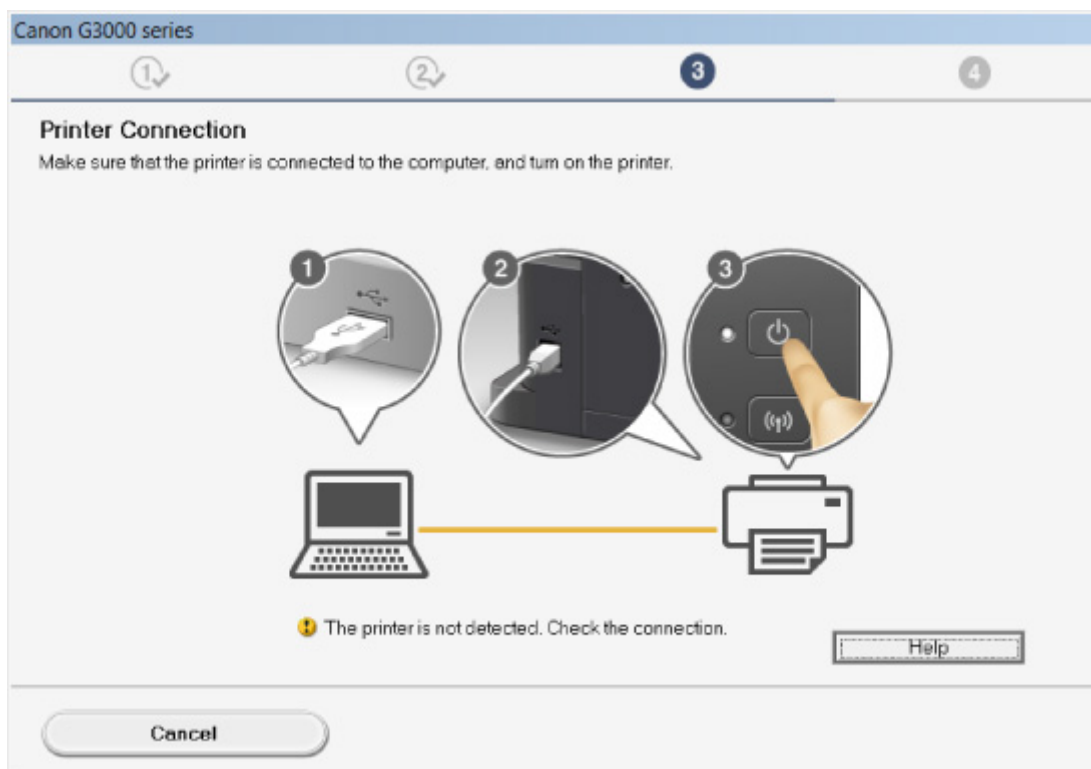 Canon G3000 series
1 2 3 4
Printer Connection
Make sure that the printer is connected to the computer, and turn on the printer.
1 2 3
The printer is not detected. Check the connection.
Help
Cancel